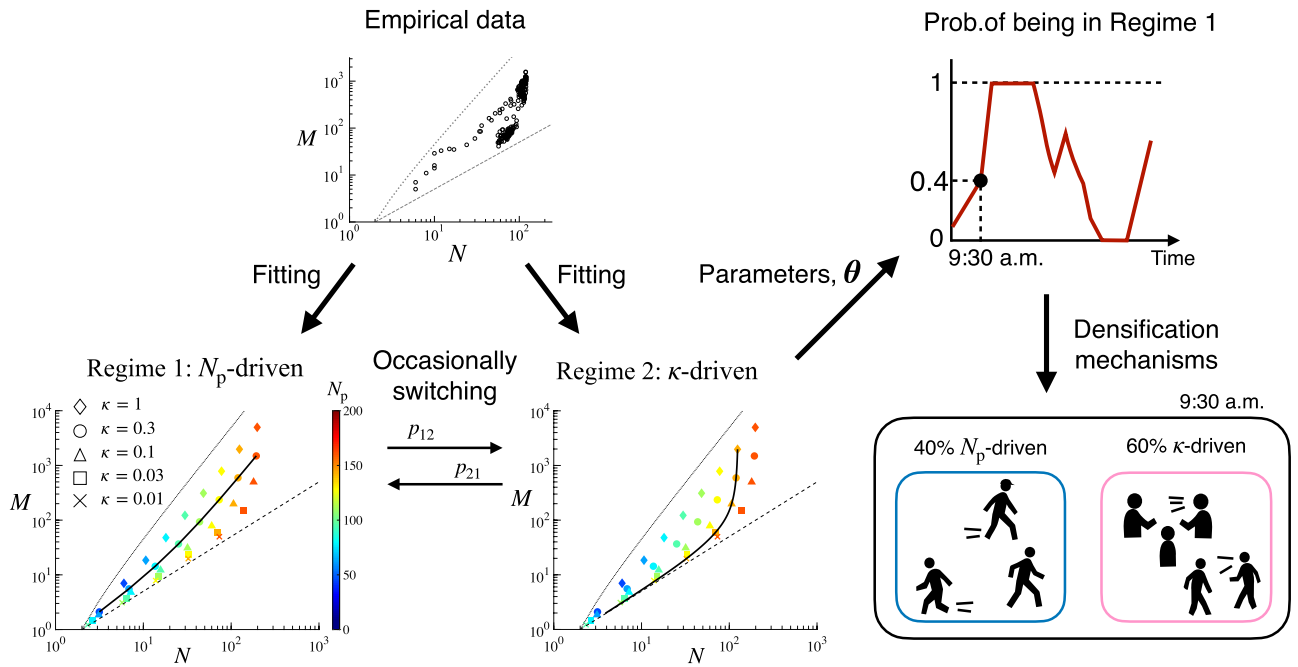 Empirical data
10³
10²
10¹
10⁰
M
10⁰ 10¹ 10²
N
Prob.of being in Regime 1
1
0.4
0
9:30 a.m.
Time
Fitting
Fitting
Parameters, θ
Regime 1: Nₚ-driven
κ = 1
κ = 0.3
κ = 0.1
κ = 0.03
κ = 0.01
10⁴
10³
10²
10¹
10⁰
M
10⁰ 10¹ 10² 10³
N
Nₚ
200
150
100
50
0
Occasionally
switching
p₁₂
p₂₁
Regime 2: κ-driven
10⁴
10³
10²
10¹
10⁰
M
10⁰ 10¹ 10² 10³
N
Densification
mechanisms
9:30 a.m.
40% Nₚ-driven
60% κ-driven